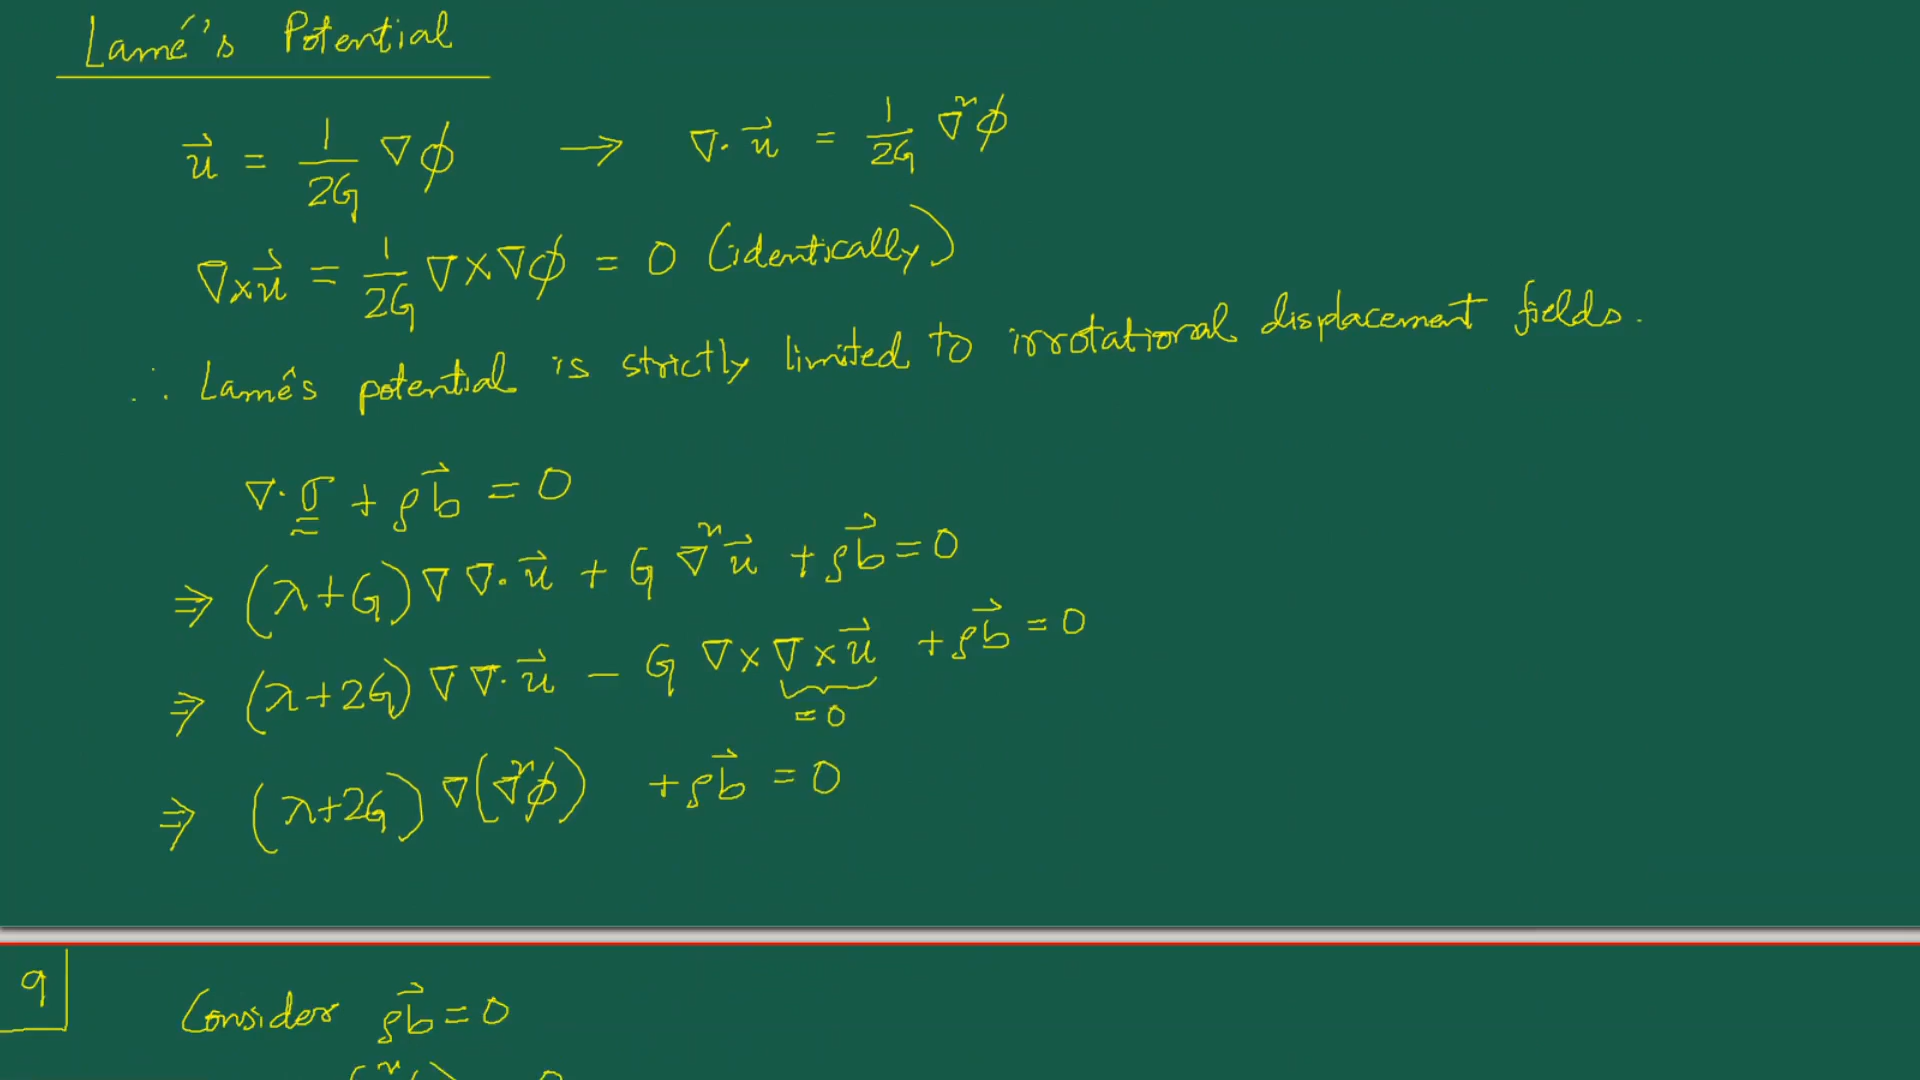 Lamé's Potential
u⃗ = 1/2G ∇ϕ → ∇·u⃗ = 1/2G ∇²ϕ
∇×u⃗ = 1/2G ∇×∇ϕ = 0 (identically)
∴ Lamé's potential is strictly limited to irrotational displacement fields.
∇·σ + ρb⃗ = 0
⇒ (λ+G)∇∇·u⃗ + G∇²u⃗ + ρb⃗ = 0
⇒ (λ+2G)∇∇·u⃗ − G∇×∇×u⃗ + ρb⃗ = 0
= 0
⇒ (λ+2G)∇(∇²ϕ) + ρb⃗ = 0
9
Consider ρb⃗ = 0